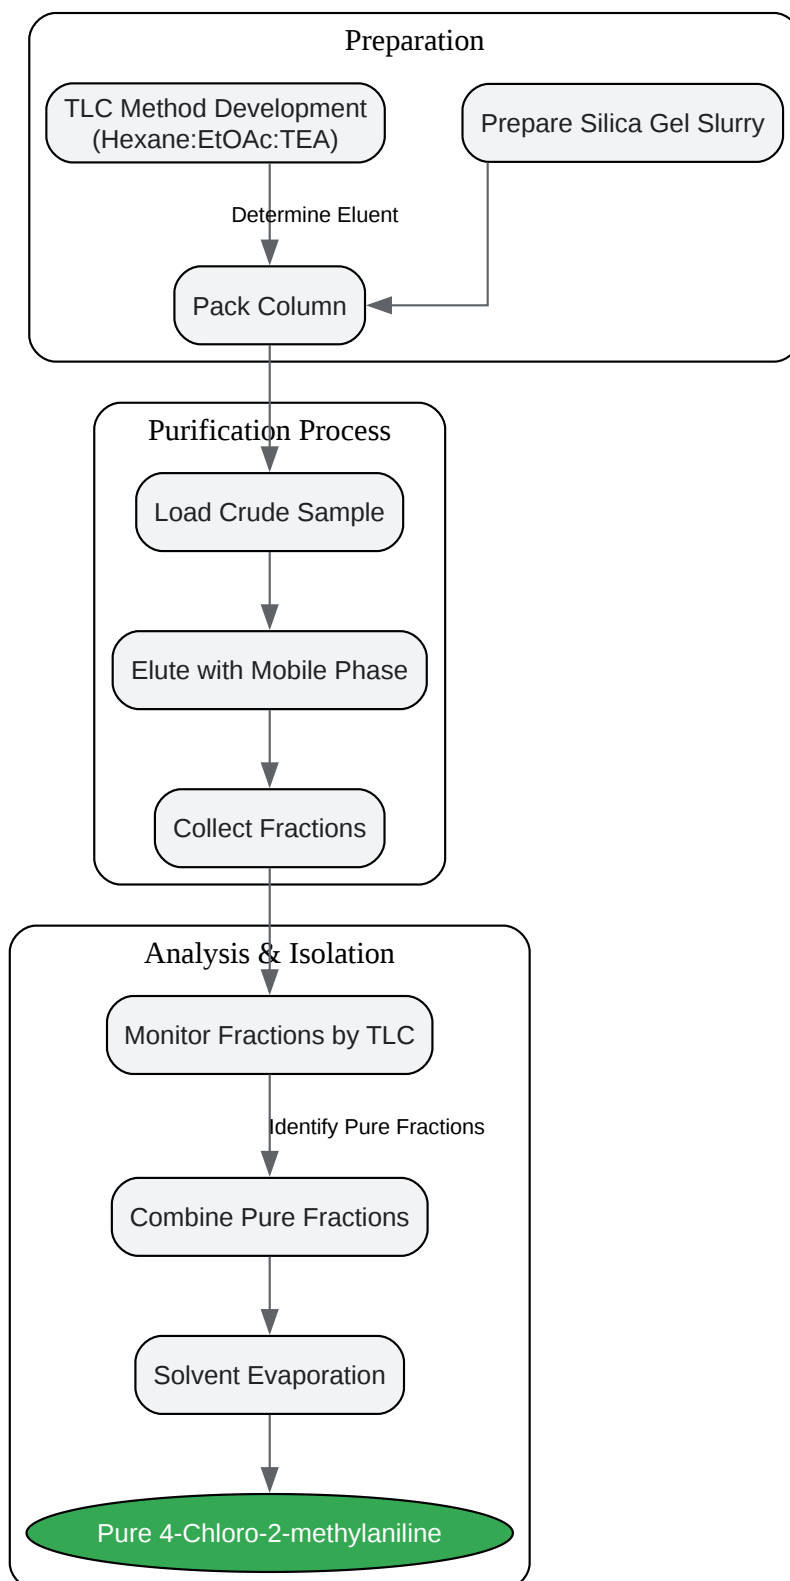 Preparation
TLC Method Development
(Hexane:EtOAc:TEA)
Prepare Silica Gel Slurry
Determine Eluent
Pack Column
Purification Process
Load Crude Sample
Elute with Mobile Phase
Collect Fractions
Analysis & Isolation
Monitor Fractions by TLC
Identify Pure Fractions
Combine Pure Fractions
Solvent Evaporation
Pure 4-Chloro-2-methylaniline